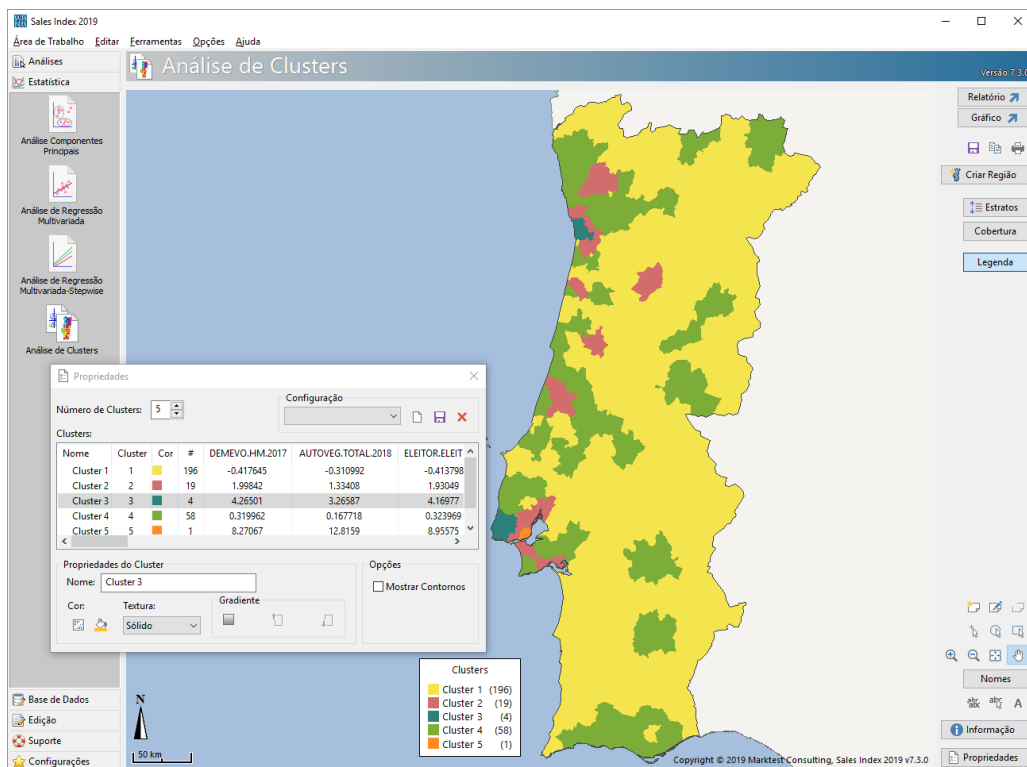 Sales Index 2019
Área de Trabalho Editar Ferramentas Opções Ajuda
Análises
Estatística
Análise Componentes
Principais
Análise de Regressão
Multivariada
Análise de Regressão
Multivariada-Stepwise
Análise de Clusters
Base de Dados
Edição
Suporte
Configurações
Análise de Clusters
Versão 7.3.0
Relatório
Gráfico
Criar Região
Estratos
Cobertura
Legenda
Propriedades
Número de Clusters: 5
Configuração
Clusters:
Nome Cluster Cor # DEMEVO.HM.2017 AUTOVEG.TOTAL.2018 ELEITOR.ELEIT
Cluster 1 1 196 -0.417645 -0.310992 -0.413798
Cluster 2 2 19 1.99842 1.33408 1.93049
Cluster 3 3 4 4.26501 3.26587 4.16977
Cluster 4 4 58 0.319962 0.167718 0.323969
Cluster 5 5 1 8.27067 12.8159 8.95575
Propriedades do Cluster
Nome: Cluster 3
Cor: Textura:
Sólido
Gradiente
Opções
Mostrar Contornos
Clusters
Cluster 1 (196)
Cluster 2 (19)
Cluster 3 (4)
Cluster 4 (58)
Cluster 5 (1)
N
50 km
Nomes
abc abc A
Informação
Propriedades
Copyright © 2019 Marktest Consulting, Sales Index 2019 v7.3.0